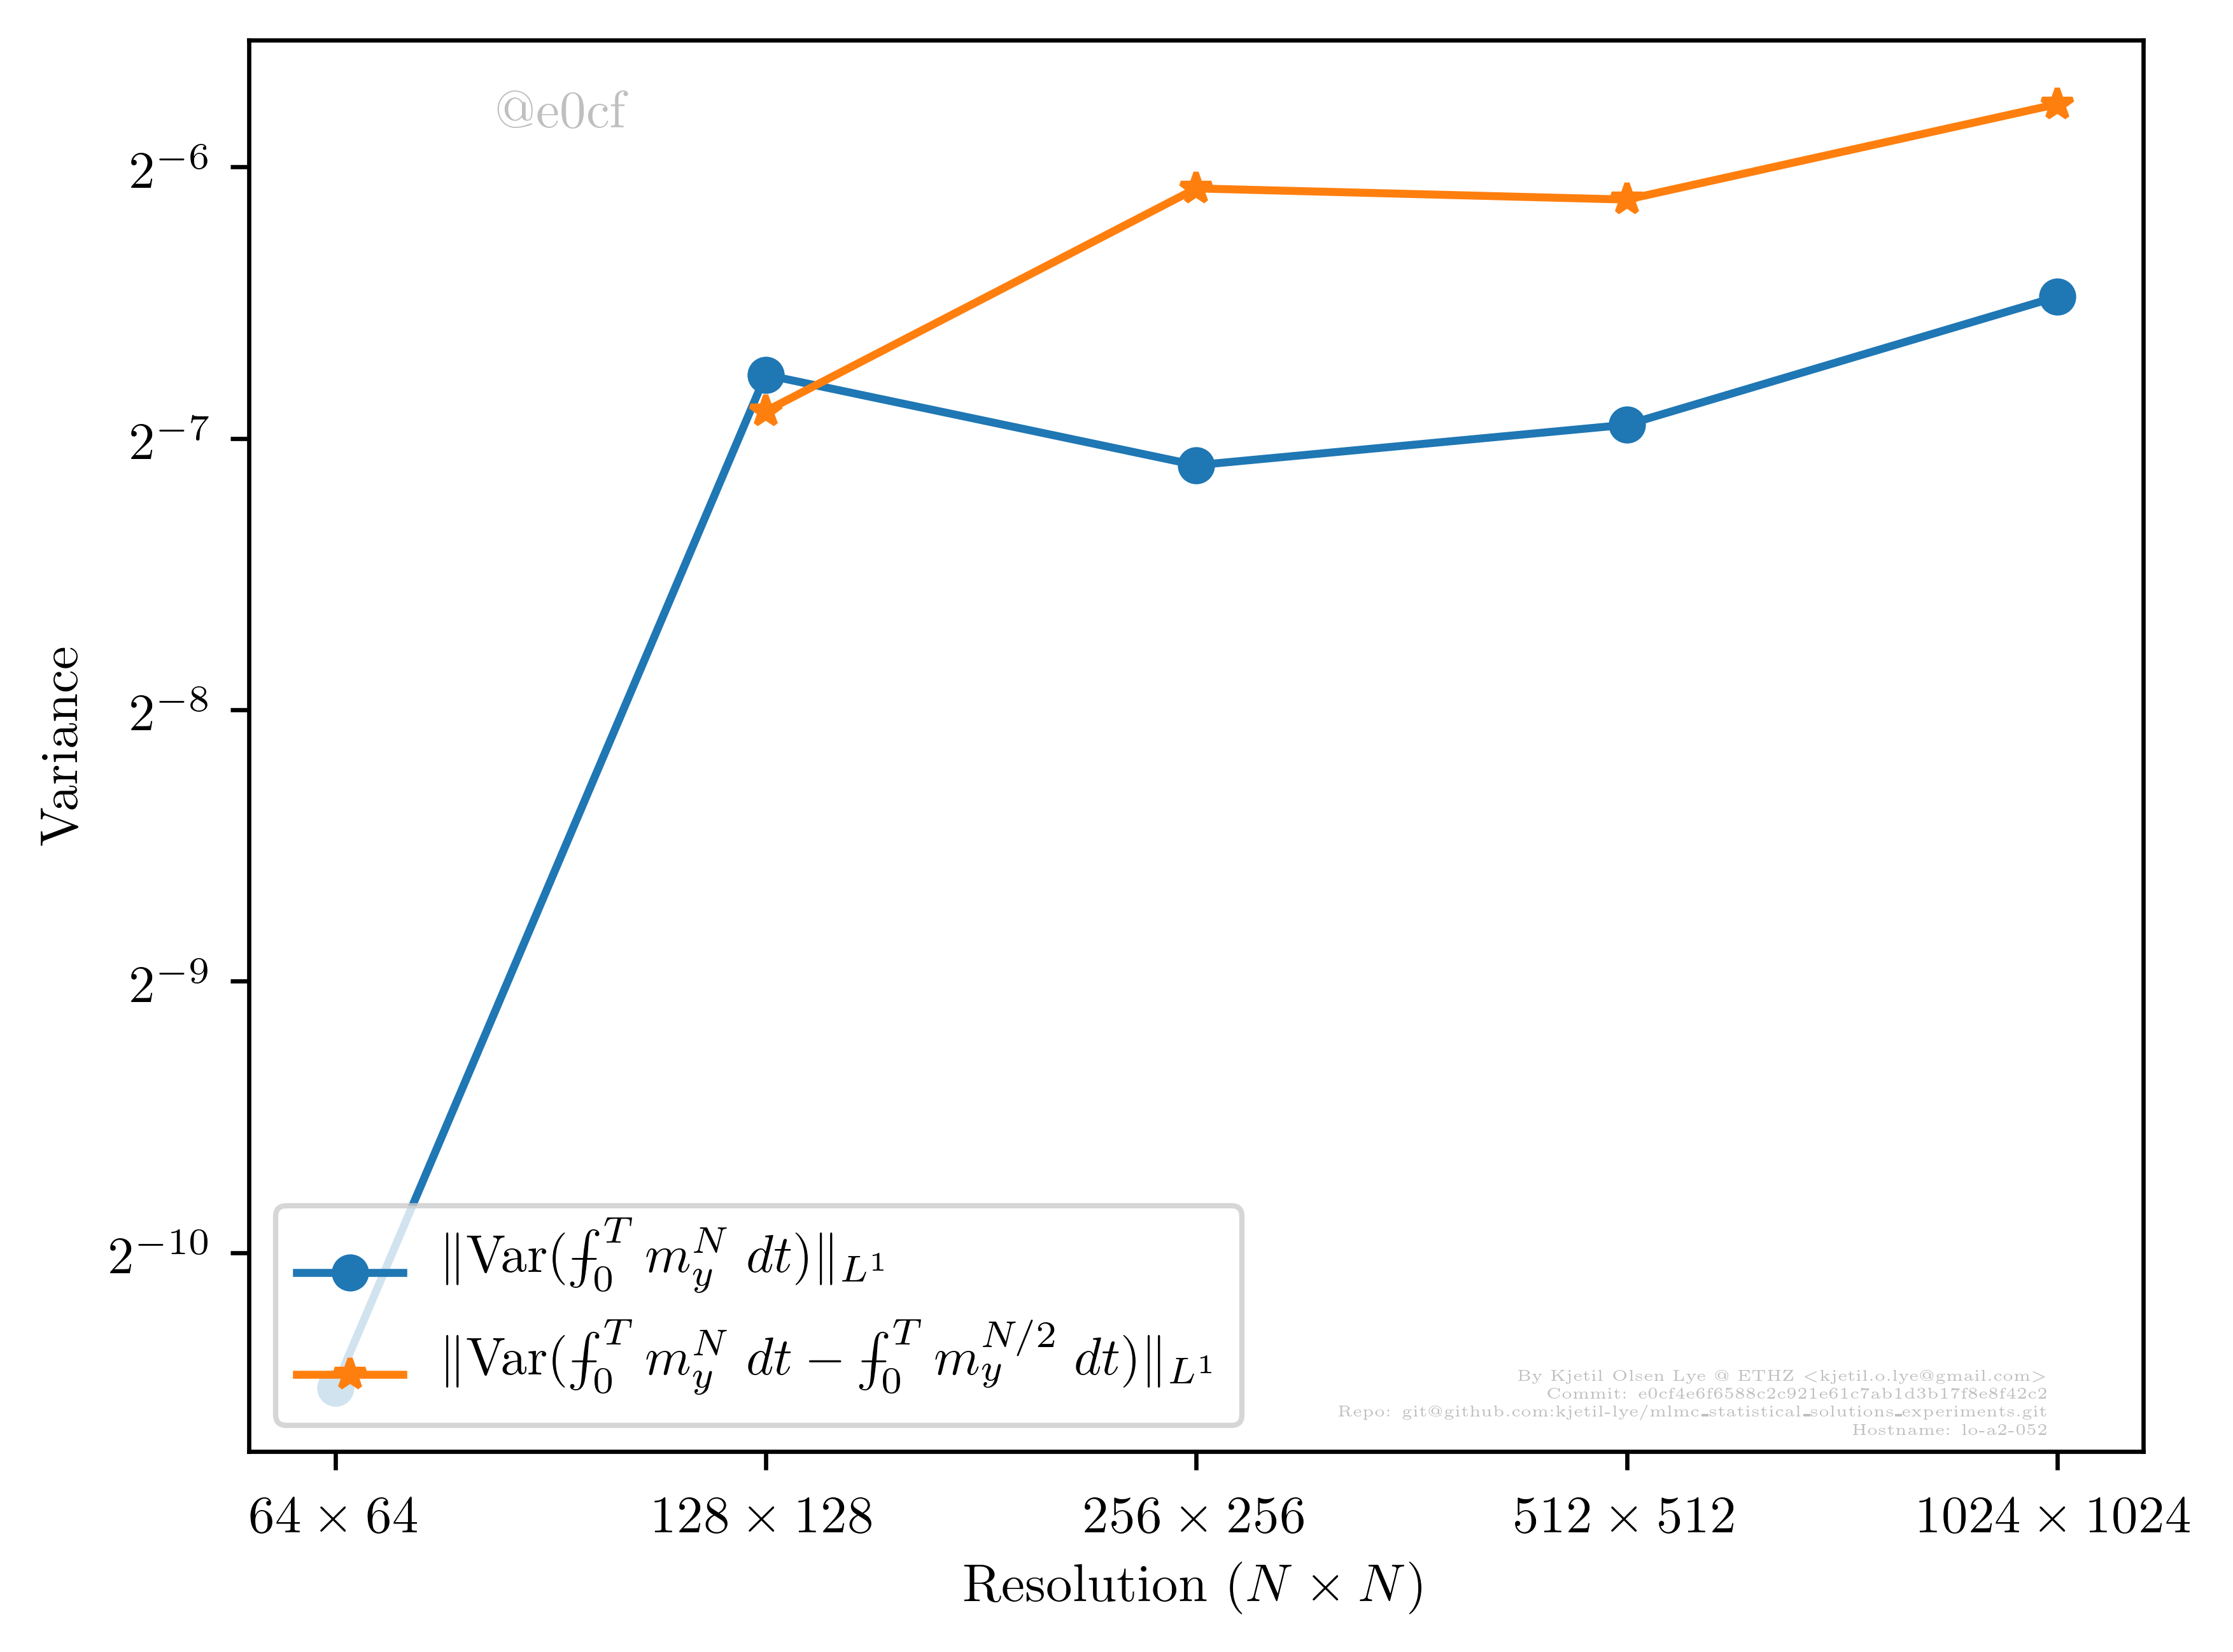 @e0cf
2^{-6}
2^{-7}
2^{-8}
2^{-9}
2^{-10}
Variance
‖Var(⨍_0^T m_y^N dt)‖_{L^1}
‖Var(⨍_0^T m_y^N dt − ⨍_0^T m_y^{N/2} dt)‖_{L^1}
By Kjetil Olsen Lye @ ETHZ <kjetil.o.lye@gmail.com>
Commit: e0cf4e6f6588c2c921e61c7ab1d3b17f8e8f42c2
Repo: git@github.com:kjetil-lye/mlmc_statistical_solutions_experiments.git
Hostname: lo-a2-052
64 × 64 128 × 128 256 × 256 512 × 512 1024 × 1024
Resolution (N × N)